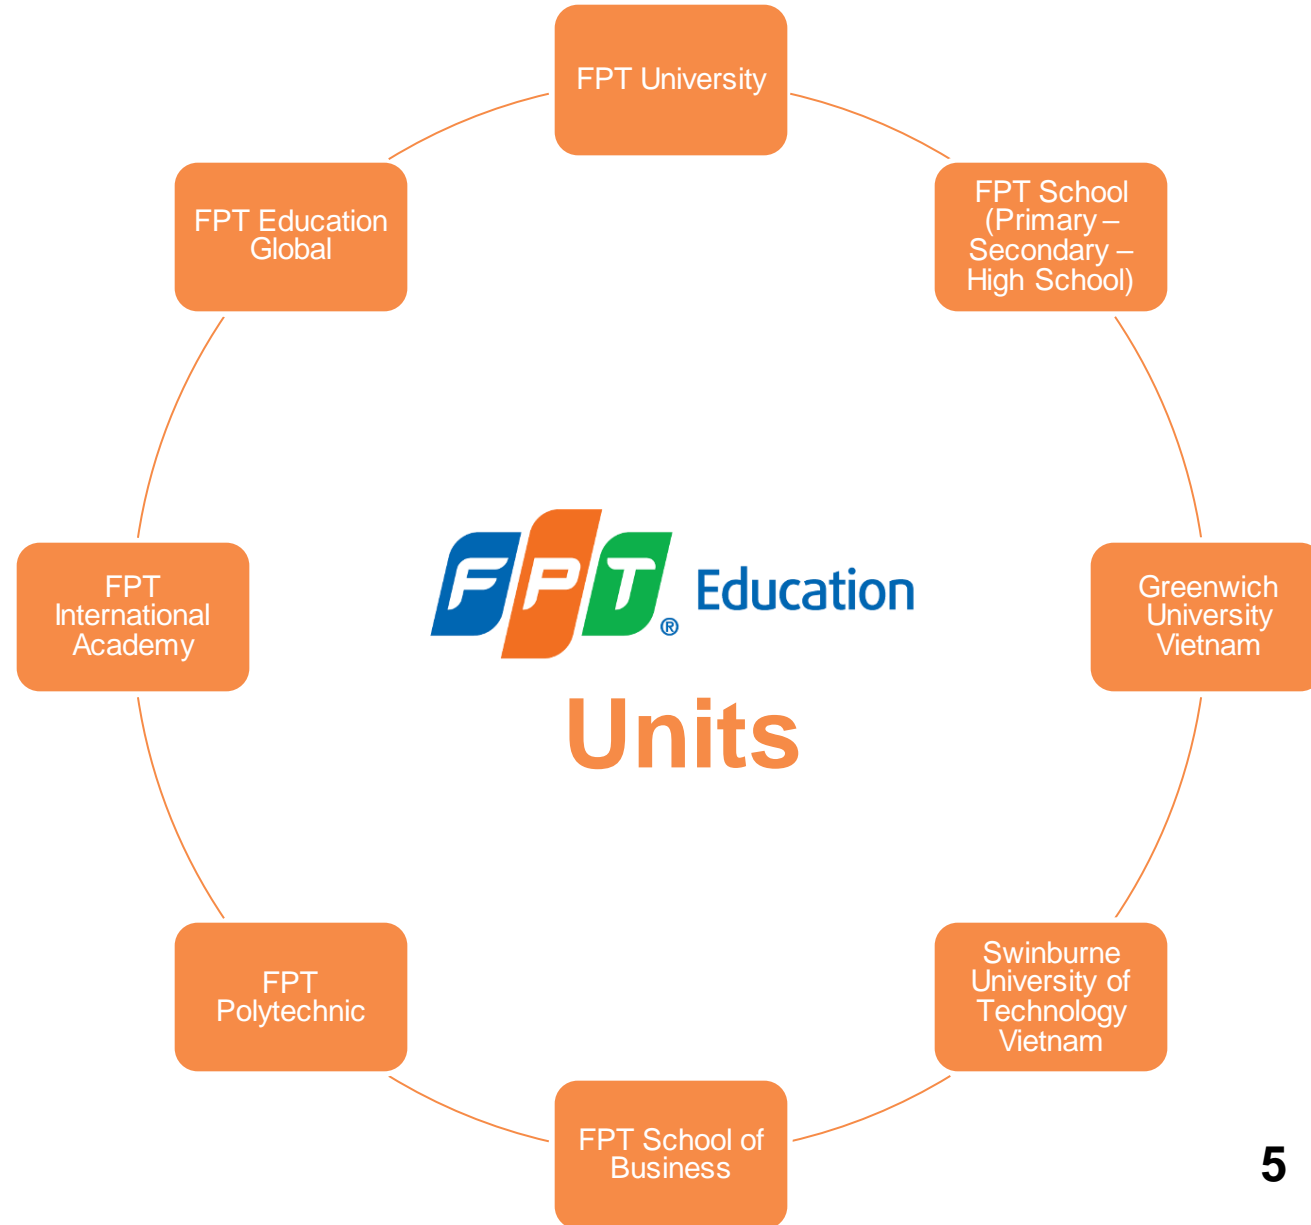 FPT University
FPT School
(Primary –
Secondary –
High School)
Greenwich
University
Vietnam
Swinburne
University of
Technology
Vietnam
FPT School of
Business
FPT
Polytechnic
FPT
International
Academy
FPT Education
Global
FPT® Education
Units
5